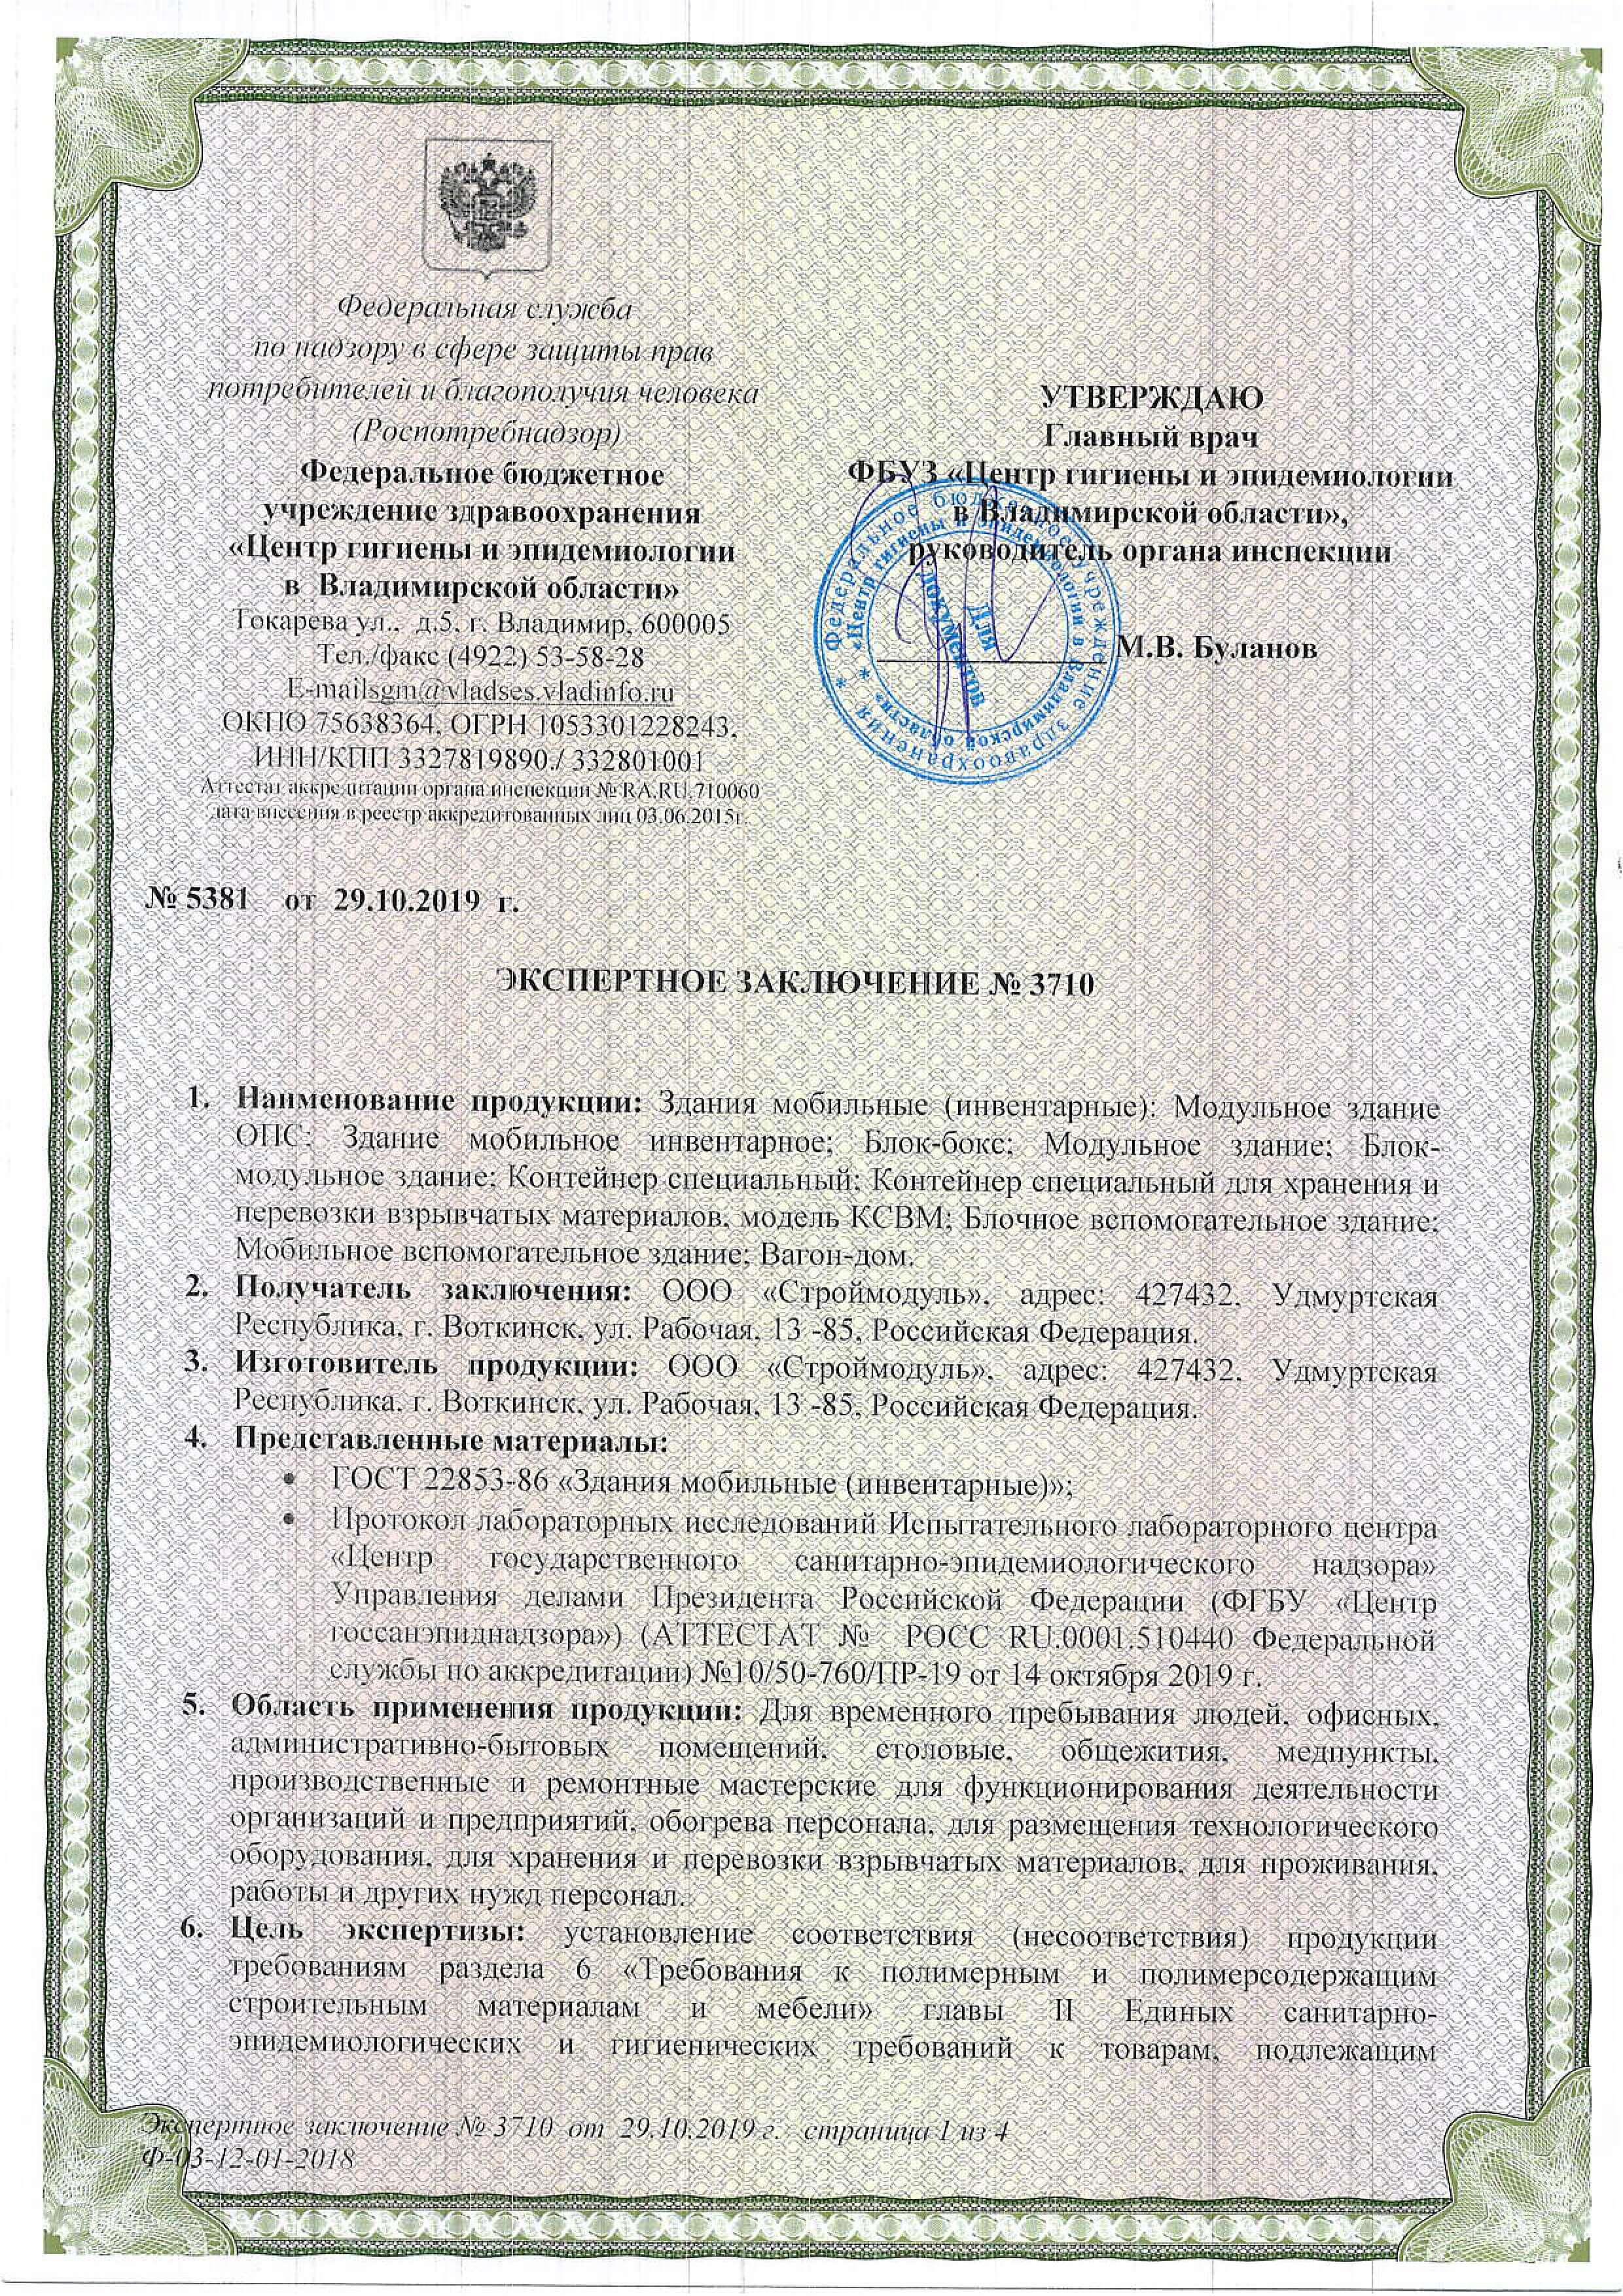 Федеральная служба
по надзору в сфере защиты прав
потребителей и благополучия человека
(Роспотребнадзор)
Федеральное бюджетное
учреждение здравоохранения
«Центр гигиены и эпидемиологии
в Владимирской области»
Токарева ул., д.5, г. Владимир, 600005
Тел./факс (4922) 53-58-28
E-mailsgm@vladses.vladinfo.ru
ОКПО 75638364, ОГРН 1053301228243,
ИНН/КПП 3327819890./ 332801001
Аттестат аккредитации органа инспекции № RA.RU.710060
дата внесения в реестр аккредитованных лиц 03.06.2015г.
УТВЕРЖДАЮ
Главный врач
ФБУЗ «Центр гигиены и эпидемиологии
в Владимирской области»,
руководитель органа инспекции
М.В. Буланов
* Федеральное бюджетное учреждение здравоохранения
* «Центр гигиены и эпидемиологии в Владимирской области»
Для
документов
№ 5381 от 29.10.2019 г.
ЭКСПЕРТНОЕ ЗАКЛЮЧЕНИЕ № 3710
1. Наименование продукции: Здания мобильные (инвентарные): Модульное здание
ОПС; Здание мобильное инвентарное; Блок-бокс; Модульное здание; Блок-
модульное здание; Контейнер специальный; Контейнер специальный для хранения и
перевозки взрывчатых материалов, модель КСВМ; Блочное вспомогательное здание;
Мобильное вспомогательное здание; Вагон-дом.
2. Получатель заключения: ООО «Строймодуль», адрес: 427432, Удмуртская
Республика, г. Воткинск, ул. Рабочая, 13 -85, Российская Федерация.
3. Изготовитель продукции: ООО «Строймодуль», адрес: 427432, Удмуртская
Республика, г. Воткинск, ул. Рабочая, 13 -85, Российская Федерация.
4. Представленные материалы:
• ГОСТ 22853-86 «Здания мобильные (инвентарные)»;
• Протокол лабораторных исследований Испытательного лабораторного центра
«Центр государственного санитарно-эпидемиологического надзора»
Управления делами Президента Российской Федерации (ФГБУ «Центр
госсанэпиднадзора») (АТТЕСТАТ № РОСС RU.0001.510440 Федеральной
службы по аккредитации) №10/50-760/ПР-19 от 14 октября 2019 г.
5. Область применения продукции: Для временного пребывания людей, офисных,
административно-бытовых помещений, столовые, общежития, медпункты,
производственные и ремонтные мастерские для функционирования деятельности
организаций и предприятий, обогрева персонала, для размещения технологического
оборудования, для хранения и перевозки взрывчатых материалов, для проживания,
работы и других нужд персонал.
6. Цель экспертизы: установление соответствия (несоответствия) продукции
требованиям раздела 6 «Требования к полимерным и полимерсодержащим
строительным материалам и мебели» главы II Единых санитарно-
эпидемиологических и гигиенических требований к товарам, подлежащим
Экспертное заключение № 3710 от 29.10.2019 г. страница 1 из 4
Ф-03-12-01-2018